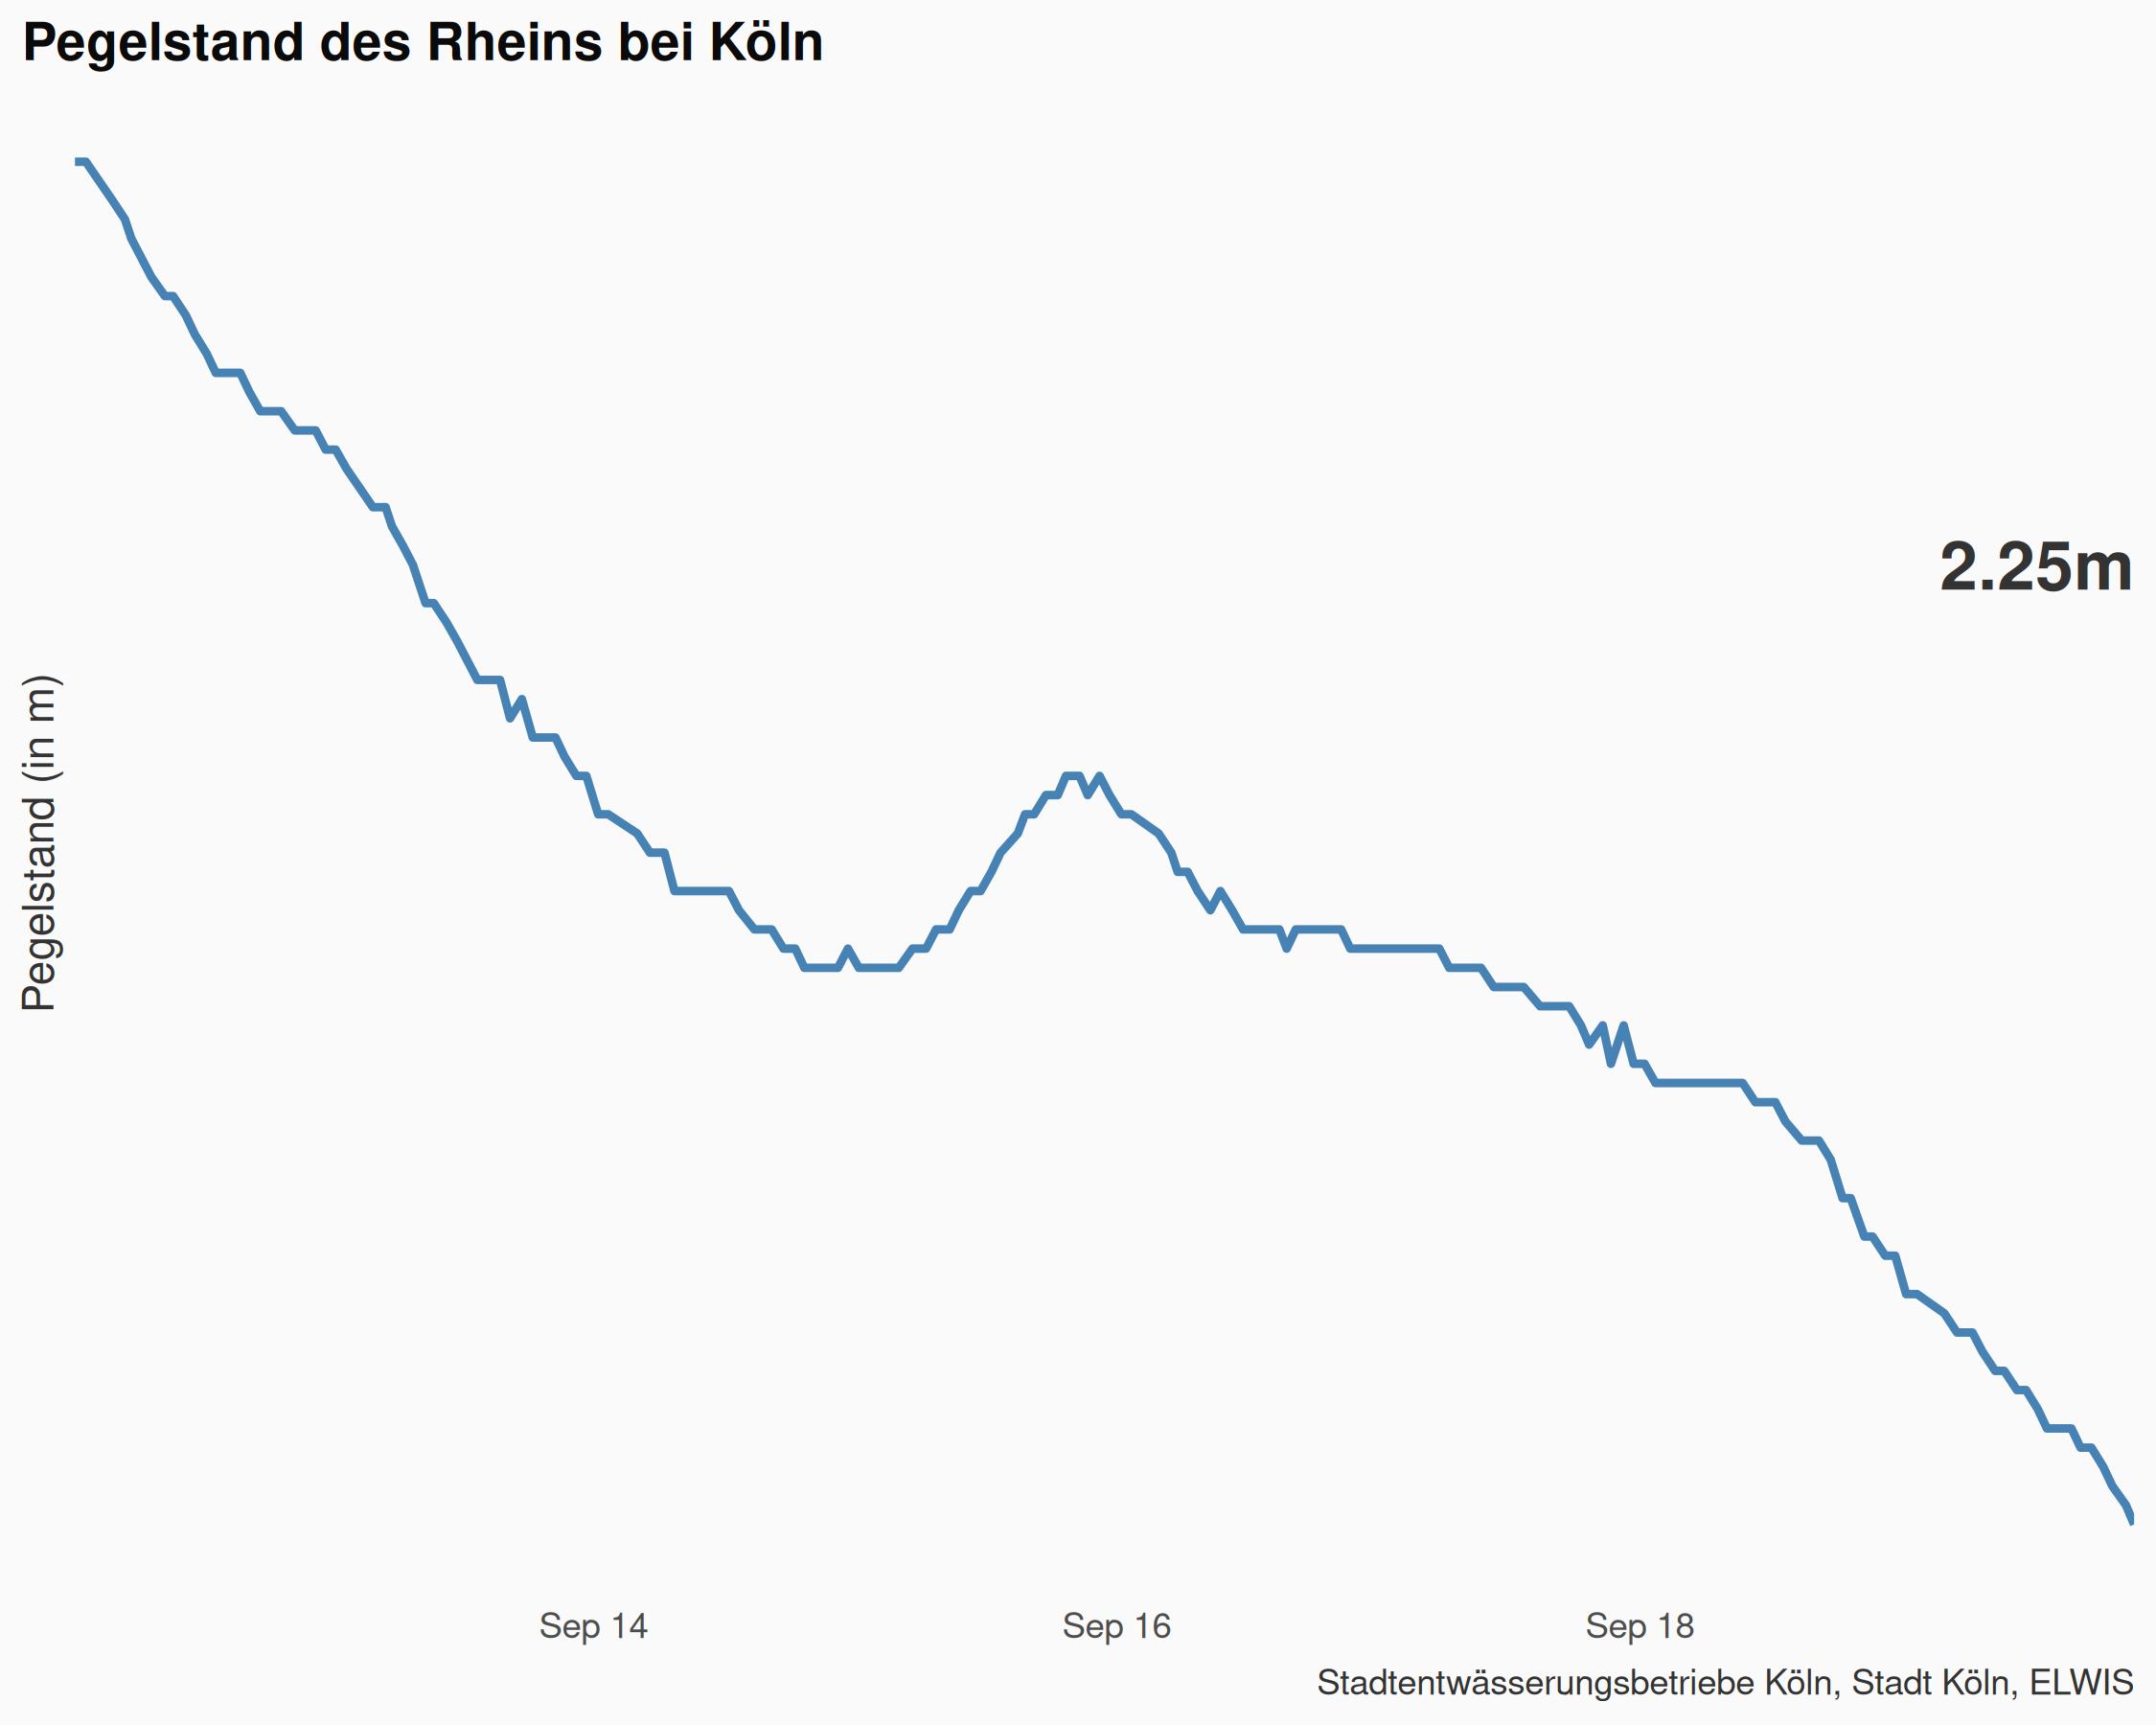 Pegelstand des Rheins bei Köln
2.25m
Pegelstand (in m)
Sep 14
Sep 16
Sep 18
Stadtentwässerungsbetriebe Köln, Stadt Köln, ELWIS